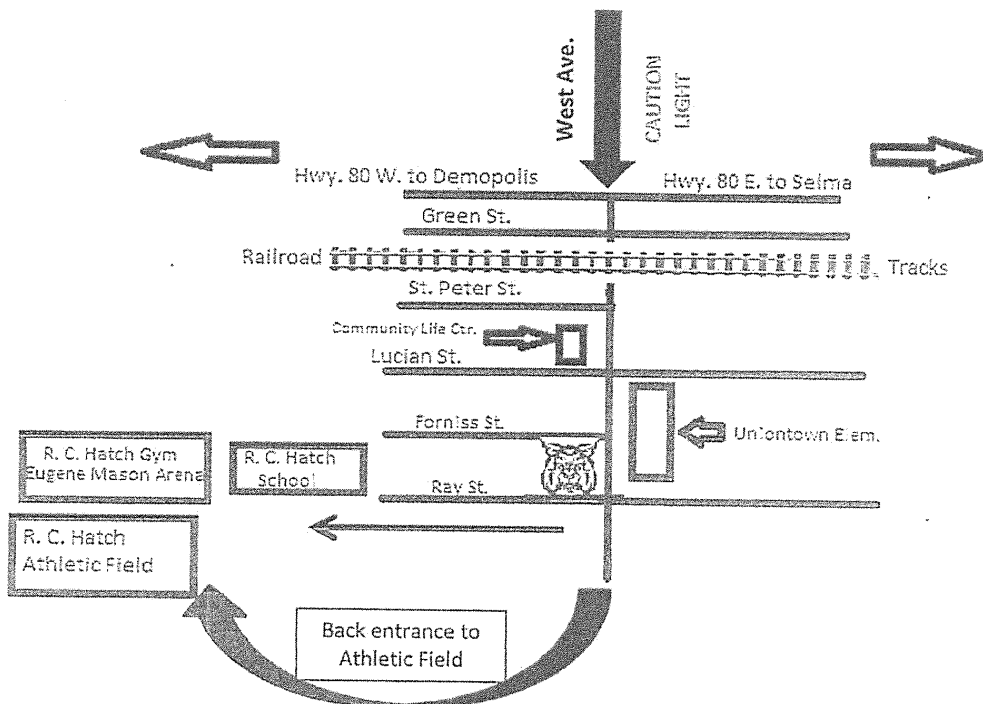 West Ave.
CAUTION
LIGHT
Hwy. 80 W. to Demopolis
Hwy. 80 E. to Selma
Green St.
Railroad
Tracks
St. Peter St.
Community Life Ctr.
Lucian St.
Forniss St.
Uniontown Elem.
R. C. Hatch Gym
Eugene Mason Arena
R. C. Hatch
School
Ray St.
R. C. Hatch
Athletic Field
Back entrance to
Athletic Field